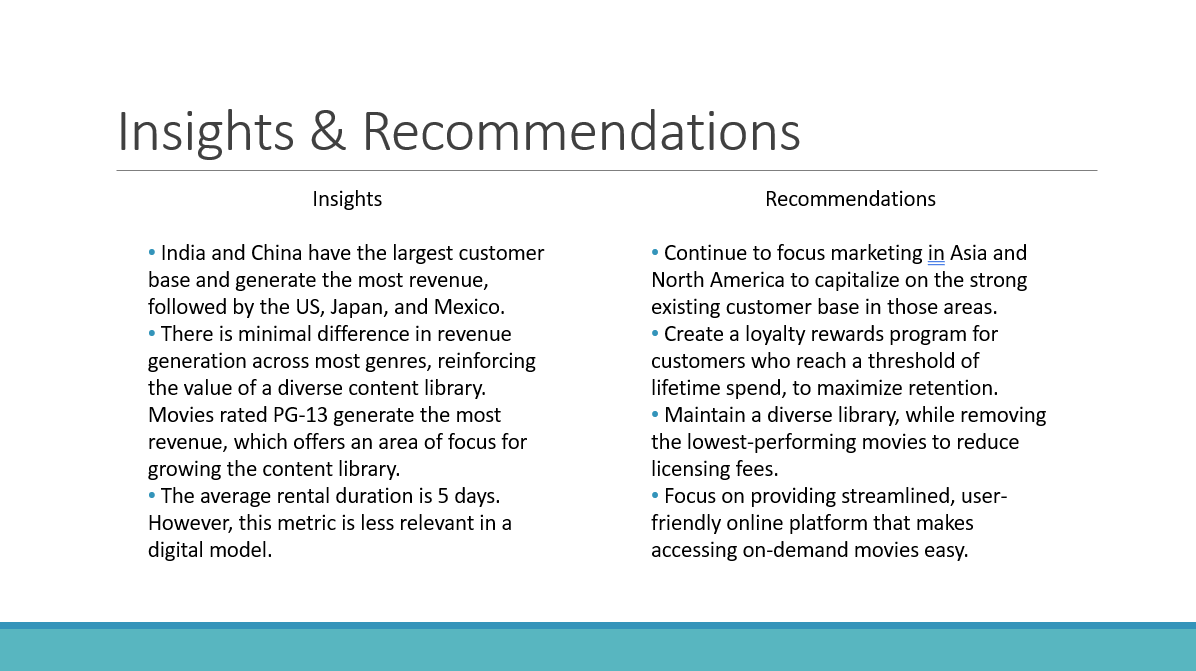 Insights & Recommendations
Insights
• India and China have the largest customer
base and generate the most revenue,
followed by the US, Japan, and Mexico.
• There is minimal difference in revenue
generation across most genres, reinforcing
the value of a diverse content library.
Movies rated PG-13 generate the most
revenue, which offers an area of focus for
growing the content library.
• The average rental duration is 5 days.
However, this metric is less relevant in a
digital model.
Recommendations
• Continue to focus marketing in Asia and
North America to capitalize on the strong
existing customer base in those areas.
• Create a loyalty rewards program for
customers who reach a threshold of
lifetime spend, to maximize retention.
• Maintain a diverse library, while removing
the lowest-performing movies to reduce
licensing fees.
• Focus on providing streamlined, user-
friendly online platform that makes
accessing on-demand movies easy.